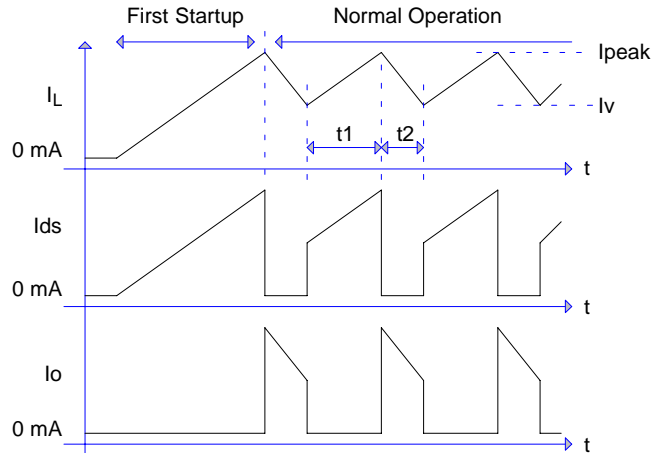 First Startup
Normal Operation
Ipeak
IL
Iv
t1
t2
0 mA
t
Ids
0 mA
t
Io
0 mA
t